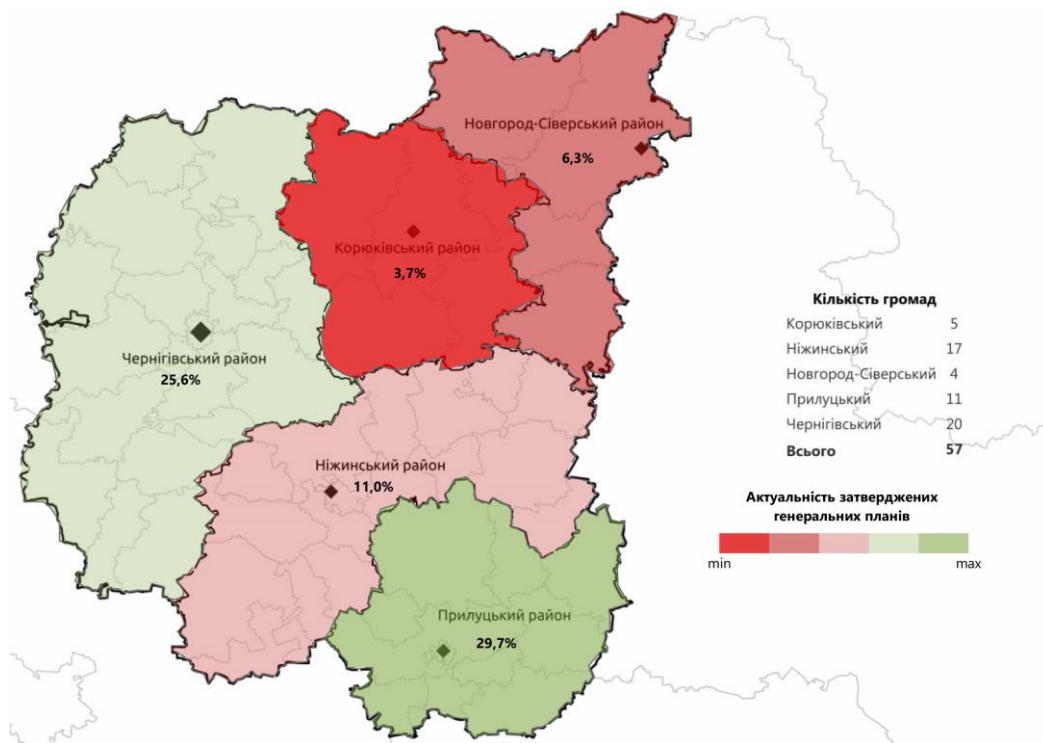 Новгород-Сіверський район
6,3%
Корюківський район
3,7%
Чернігівський район
25,6%
Ніжинський район
11,0%
Прилуцький район
29,7%
Кількість громад
Корюківський 5
Ніжинський 17
Новгород-Сіверський 4
Прилуцький 11
Чернігівський 20
Всього 57
Актуальність затверджених
генеральних планів
min max